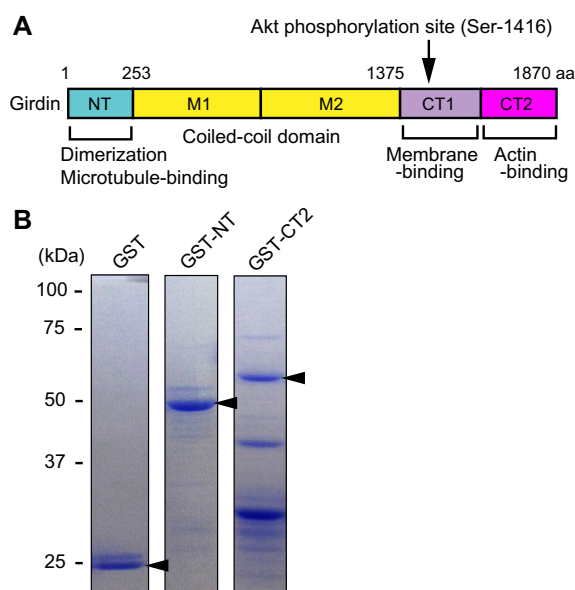 A
Akt phosphorylation site (Ser-1416)
1 253 1375 1870 aa
Girdin NT M1 M2 CT1 CT2
Coiled-coil domain
Dimerization
Microtubule-binding
Membrane
-binding
Actin
-binding
B
(kDa) GST GST-NT GST-CT2
100
75
50
37
25